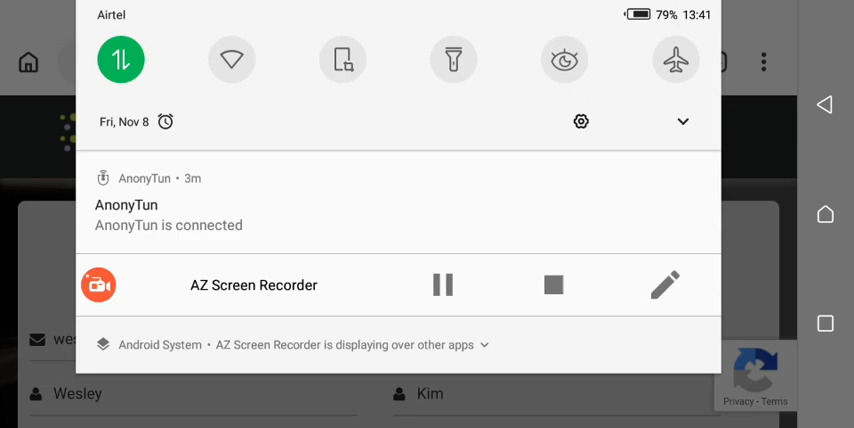 Airtel
79% 13:41
Fri, Nov 8
AnonyTun • 3m
AnonyTun
AnonyTun is connected
AZ Screen Recorder
Android System • AZ Screen Recorder is displaying over other apps
wes
Wesley
Kim
Privacy - Terms